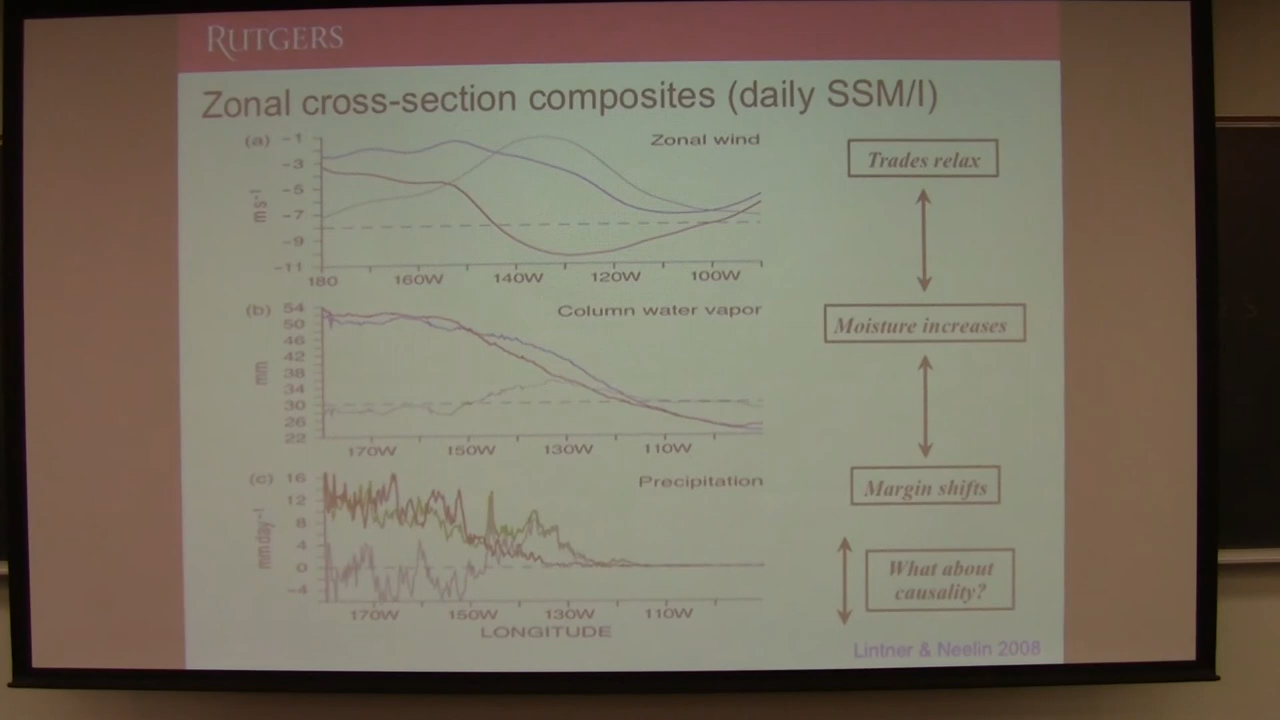 RUTGERS
Zonal cross-section composites (daily SSM/I)
(a) Zonal wind
ms⁻¹
-1
-3
-5
-7
-9
-11
180 160W 140W 120W 100W
(b) Column water vapor
mm
54
50
46
42
38
34
30
26
22
170W 150W 130W 110W
(c) Precipitation
mmday⁻¹
16
12
8
4
0
-4
170W 150W 130W 110W
LONGITUDE
Trades relax
Moisture increases
Margin shifts
What about
causality?
Lintner & Neelin 2008